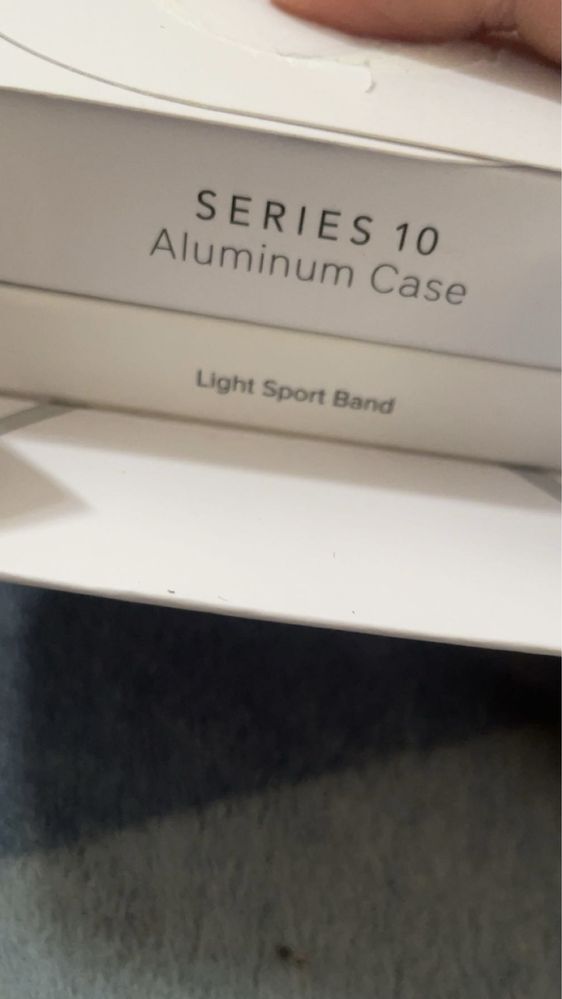 SERIES 10
Aluminum Case
Light Sport Band